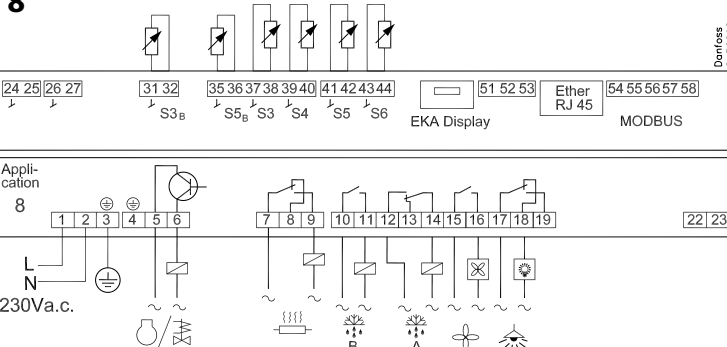 8
Danfoss
24 25 26 27 31 32 35 36 37 38 39 40 41 42 43 44 51 52 53 Ether RJ 45 54 55 56 57 58
S3B S5B S3 S4 S5 S6 EKA Display MODBUS
Appli-
cation
8
1 2 3 4 5 6 7 8 9 10 11 12 13 14 15 16 17 18 19 22 23
L
N
230Va.c.
B A